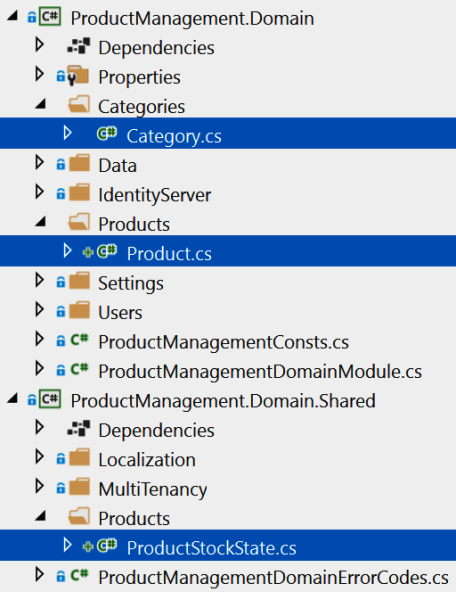 C# ProductManagement.Domain
Dependencies
Properties
Categories
C# Category.cs
Data
IdentityServer
Products
C# Product.cs
Settings
Users
C# ProductManagementConsts.cs
C# ProductManagementDomainModule.cs
C# ProductManagement.Domain.Shared
Dependencies
Localization
MultiTenancy
Products
C# ProductStockState.cs
C# ProductManagementDomainErrorCodes.cs